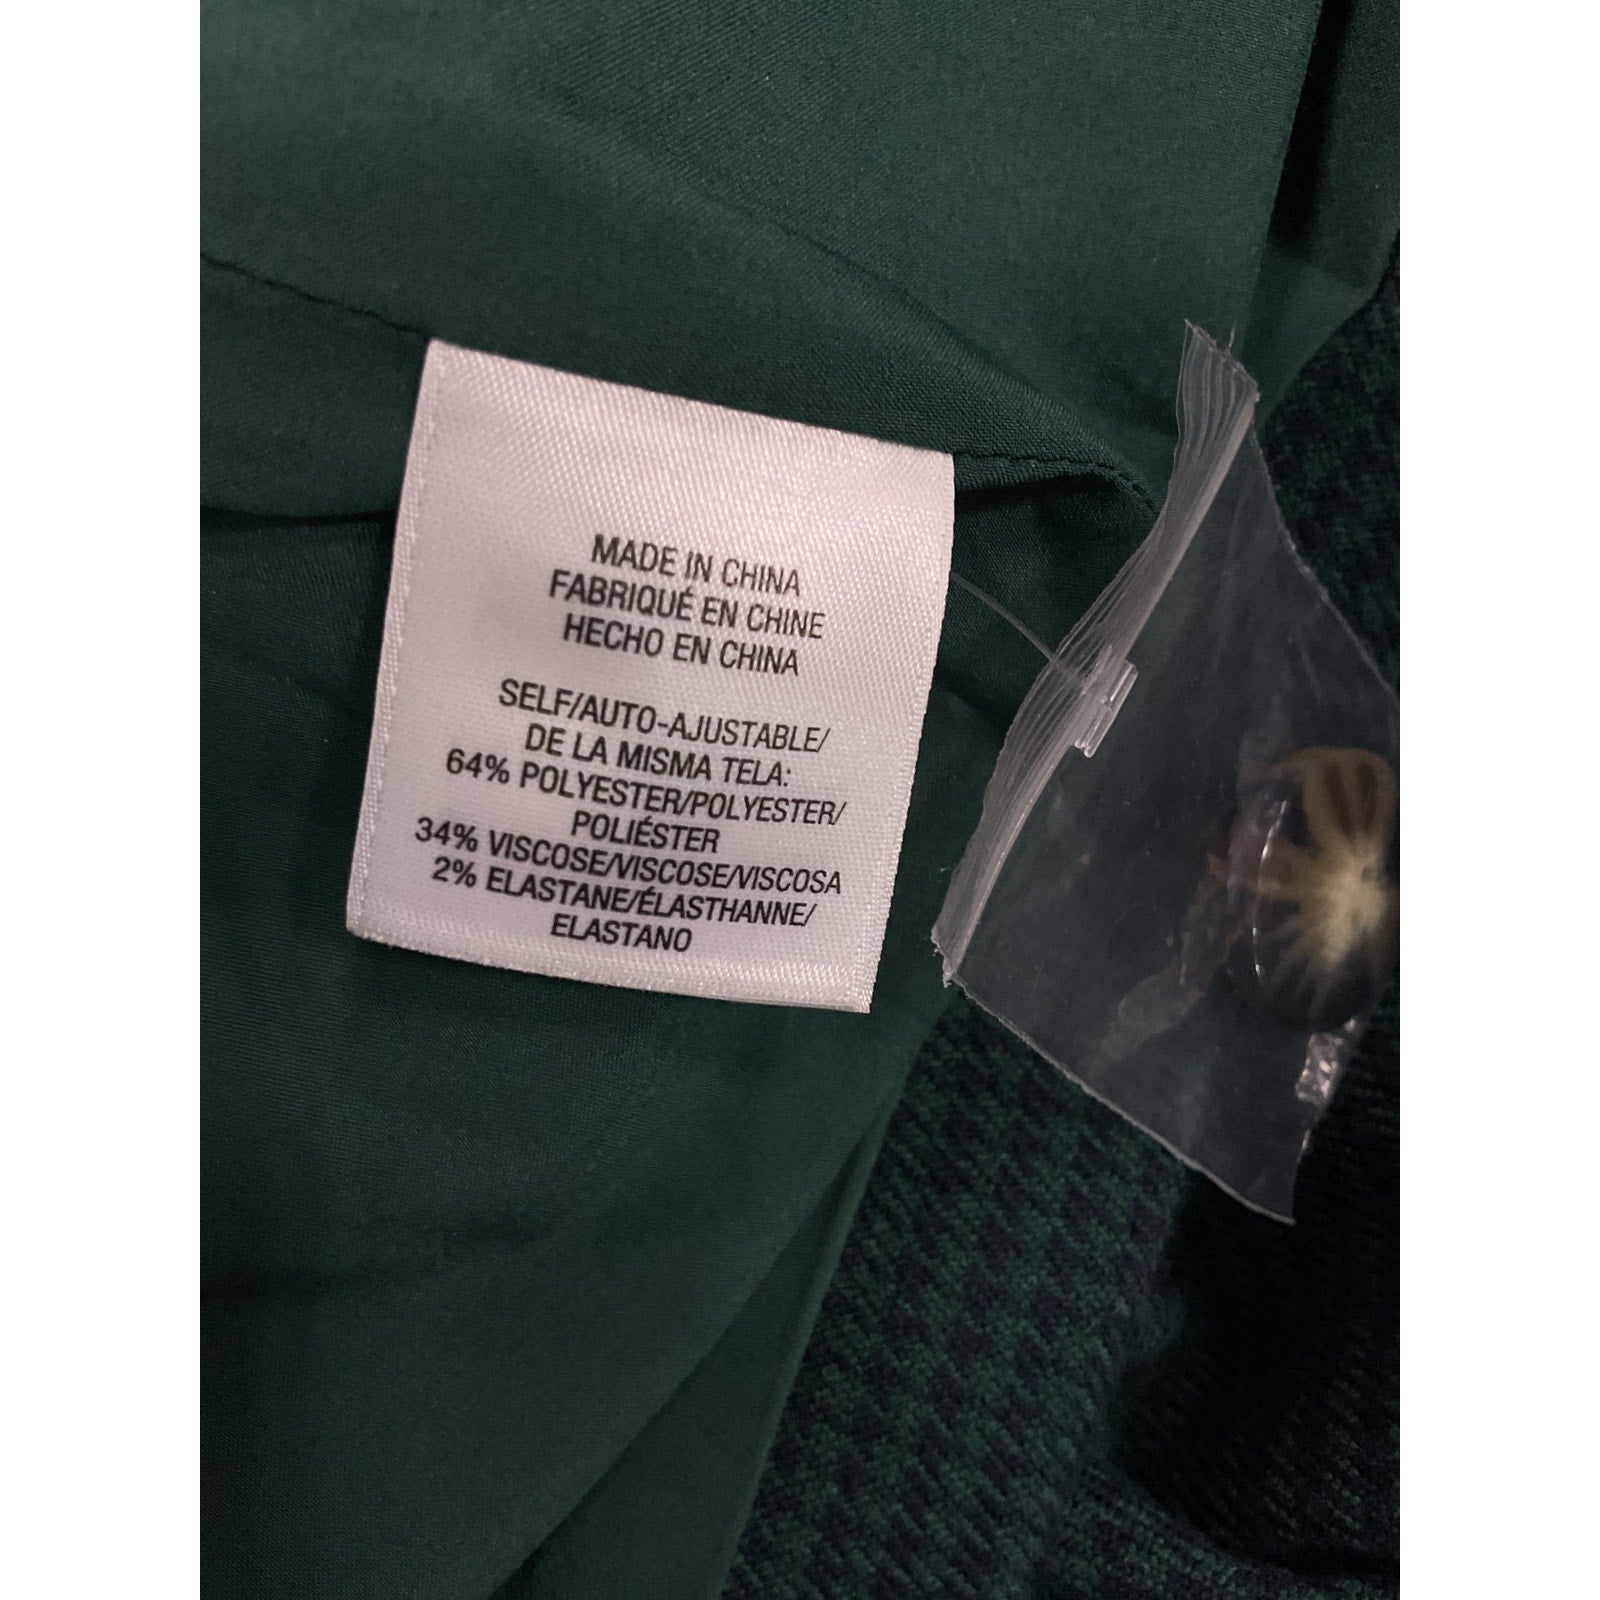 MADE IN CHINA
FABRIQUÉ EN CHINE
HECHO EN CHINA
SELF/AUTO-AJUSTABLE/
DE LA MISMA TELA:
64% POLYESTER/POLYESTER/
POLIÉSTER
34% VISCOSE/VISCOSE/VISCOSA
2% ELASTANE/ÉLASTHANNE/
ELASTANO